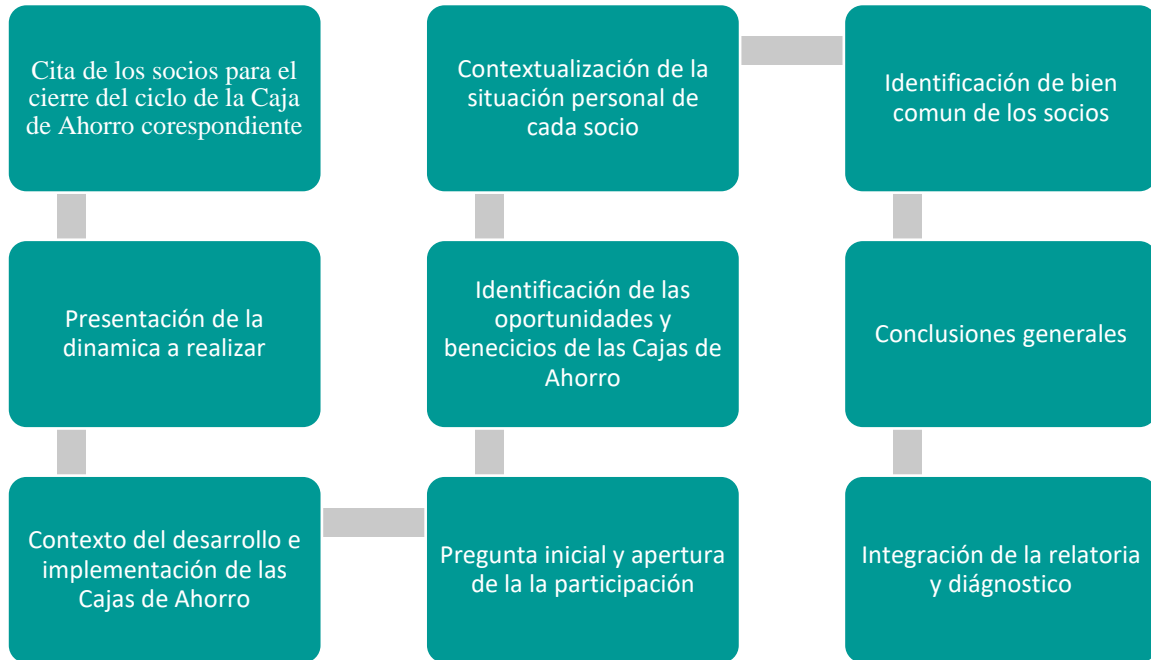 Cita de los socios para el
cierre del ciclo de la Caja
de Ahorro corespondiente
Presentación de la
dinamica a realizar
Contexto del desarrollo e
implementación de las
Cajas de Ahorro
Pregunta inicial y apertura
de la la participación
Identificación de las
oportunidades y
benecicios de las Cajas de
Ahorro
Contextualización de la
situación personal de
cada socio
Identificación de bien
comun de los socios
Conclusiones generales
Integración de la relatoria
y diágnostico